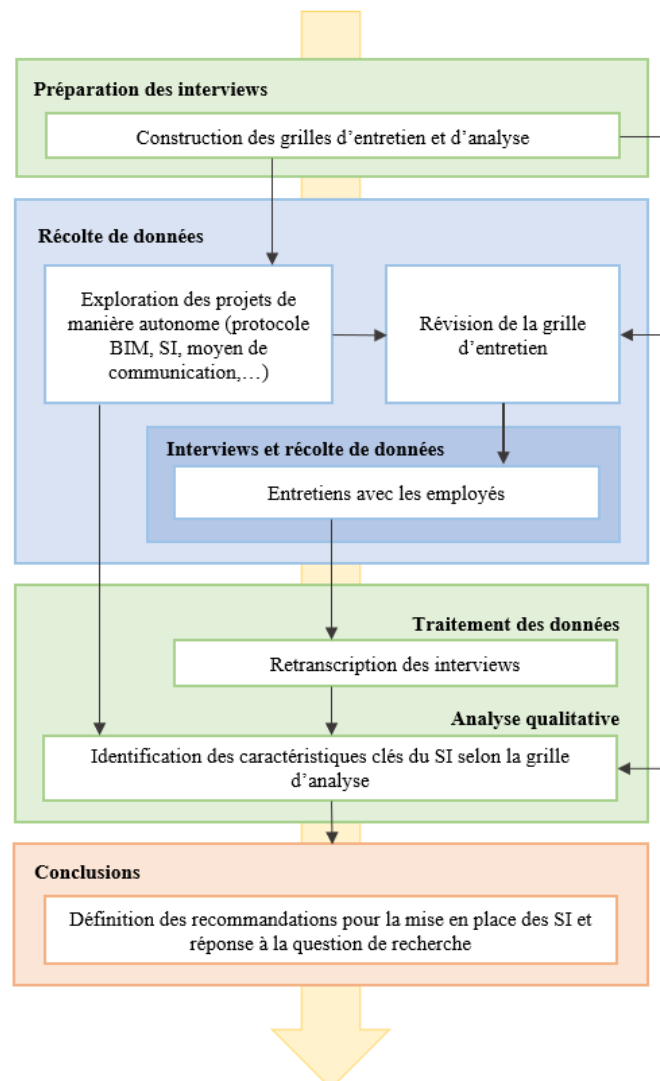 Préparation des interviews
Construction des grilles d’entretien et d’analyse
Récolte de données
Exploration des projets de
manière autonome (protocole
BIM, SI, moyen de
communication,…)
Révision de la grille
d’entretien
Interviews et récolte de données
Entretiens avec les employés
Traitement des données
Retranscription des interviews
Analyse qualitative
Identification des caractéristiques clés du SI selon la grille
d’analyse
Conclusions
Définition des recommandations pour la mise en place des SI et
réponse à la question de recherche